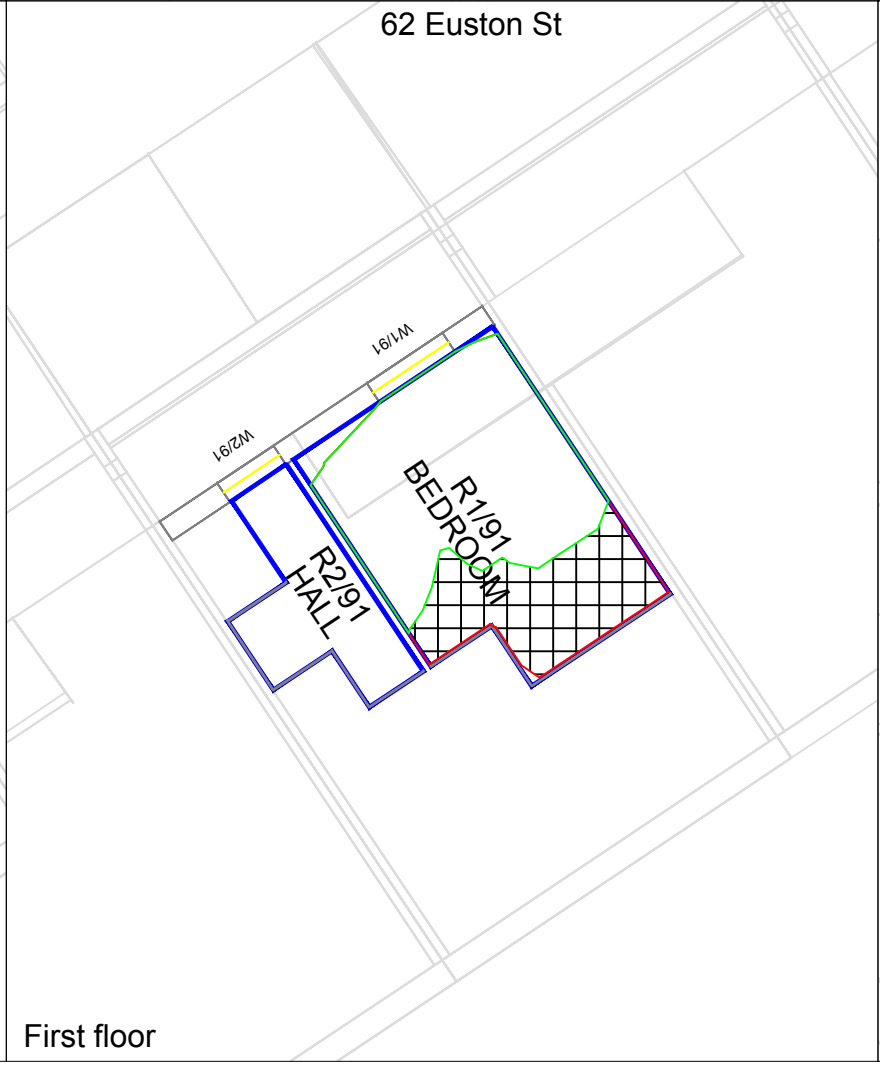 62 Euston St
W1/91
W2/91
R1/91
BEDROOM
R2/91
HALL
First floor